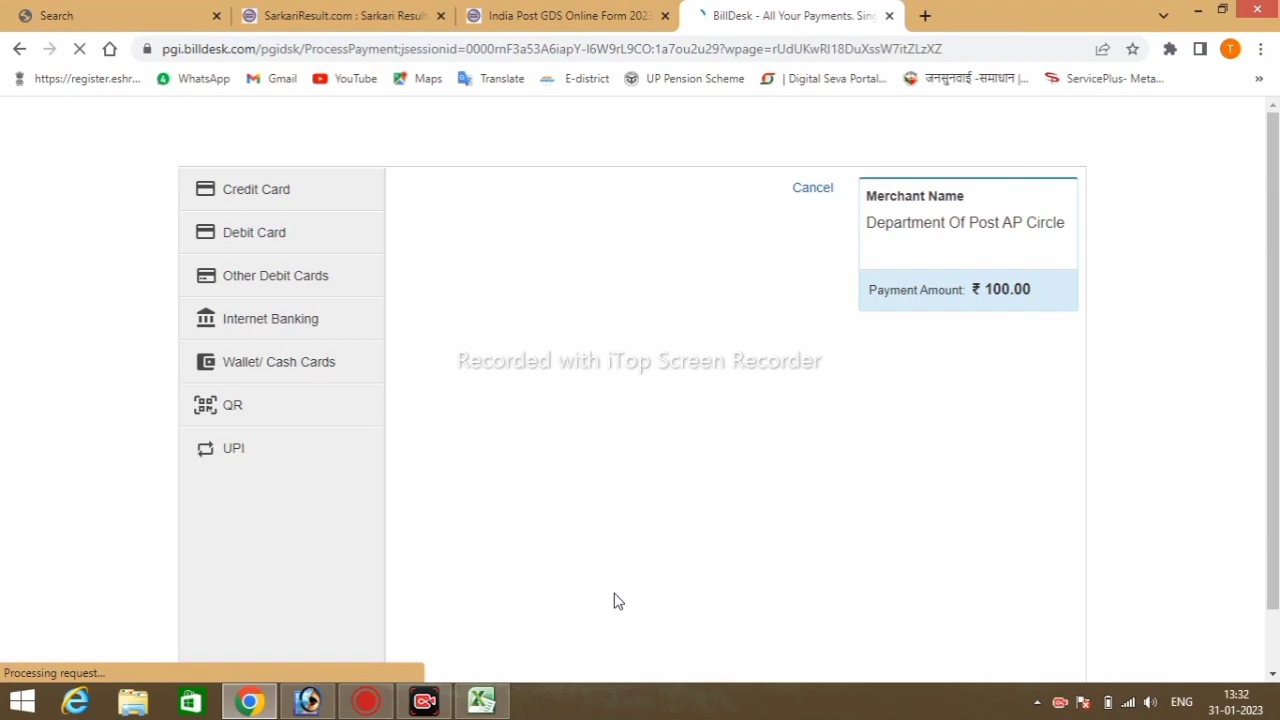 Search
SarkariResult.com : Sarkari Result
India Post GDS Online Form 2023
BillDesk - All Your Payments. Sing
pgi.billdesk.com/pgidsk/ProcessPayment;jsessionid=0000rnF3a53A6iapY-I6W9rL9CO:1a7ou2u29?wpage=rUdUKwRl18DuXssW7itZLzXZ
T
https://register.eshr...
WhatsApp
Gmail
YouTube
Maps
Translate
E-district
UP Pension Scheme
| Digital Seva Portal...
जनसुनवाई -समाधान |...
ServicePlus- Meta...
»
Credit Card
Debit Card
Other Debit Cards
Internet Banking
Wallet/ Cash Cards
QR
UPI
Cancel
Merchant Name
Department Of Post AP Circle
Payment Amount: ₹ 100.00
Recorded with iTop Screen Recorder
Processing request...
ENG
13:32
31-01-2023